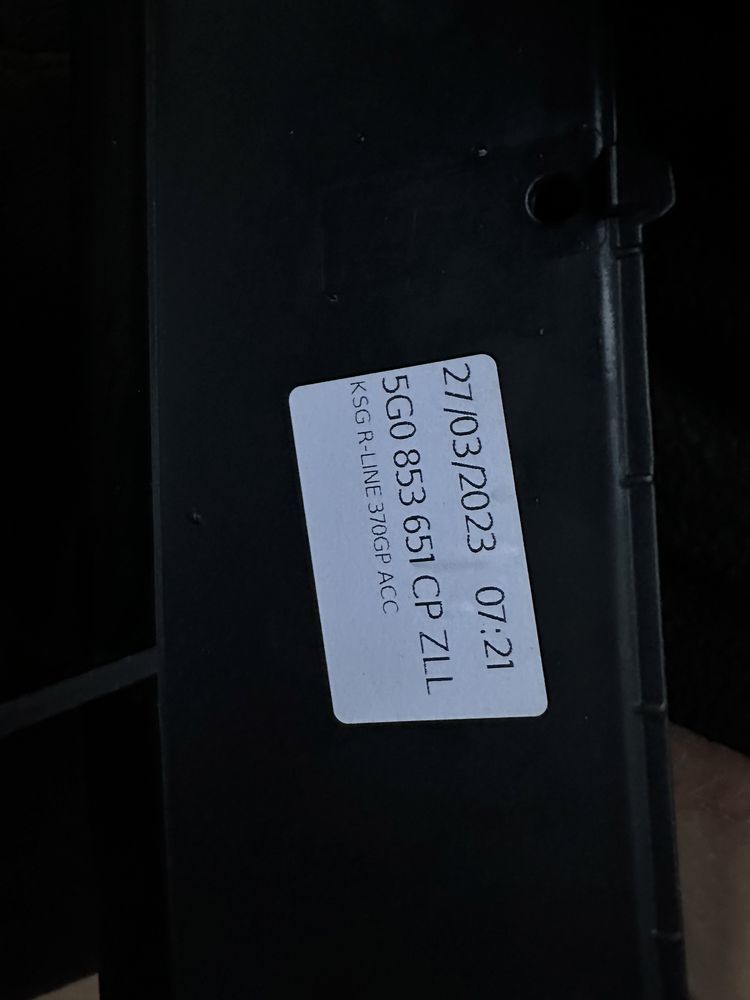 27/03/2023 07:21
5G0 853 651 CP ZLL
KSG R-LINE 370GP ACC